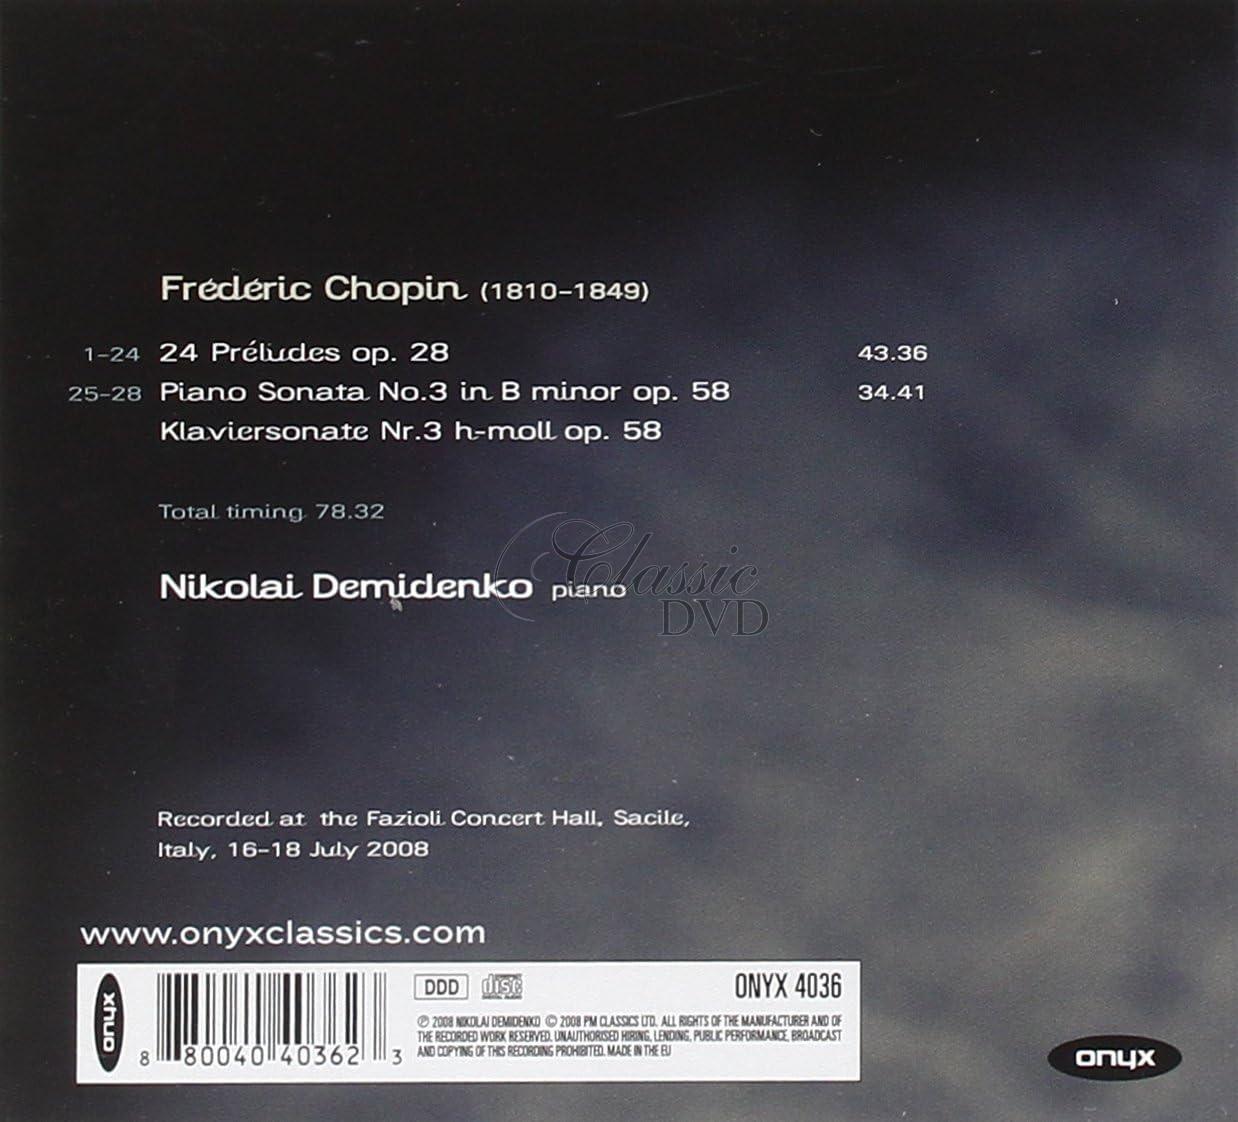 Frédéric Chopin (1810–1849)
1–24 24 Préludes op. 28 43.36
25–28 Piano Sonata No.3 in B minor op. 58 34.41
Klaviersonate Nr.3 h-moll op. 58
Total timing 78.32
Classic
DVD
Nikolai Demidenko piano
Recorded at the Fazioli Concert Hall, Sacile,
Italy, 16–18 July 2008
www.onyxclassics.com
onyx
8 80040 40362 3
DDD disc DIGITAL AUDIO
ONYX 4036
℗ 2008 NIKOLAI DEMIDENKO © 2008 PM CLASSICS LTD. ALL RIGHTS OF THE MANUFACTURER AND OF
THE RECORDED WORK RESERVED. UNAUTHORISED HIRING, LENDING, PUBLIC PERFORMANCE, BROADCAST
AND COPYING OF THIS RECORDING PROHIBITED. MADE IN THE EU
onyx